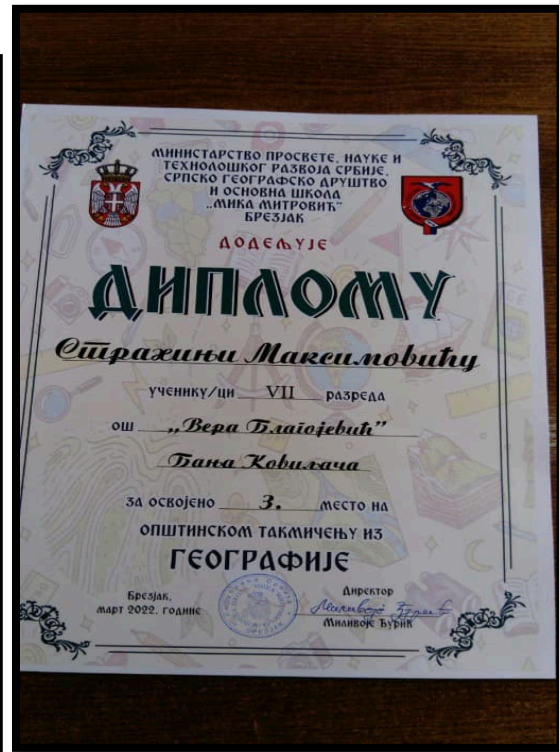 МИНИСТАРСТВО ПРОСВЕТЕ, НАУКЕ И
ТЕХНОЛОШКОГ РАЗВОЈА СРБИЈЕ,
СРПСКО ГЕОГРАФСКО ДРУШТВО
И ОСНОВНА ШКОЛА
„МИКА МИТРОВИЋ“
БРЕЗЈАК
ДОДЕЉУЈЕ
ДИПЛОМУ
Страхињи Максимовићу
УЧЕНИКУ/ЦИ VII РАЗРЕДА
ОШ „Вера Благојевић”
Бања Ковиљача
ЗА ОСВОЈЕНО 3. МЕСТО НА
ОПШТИНСКОМ ТАКМИЧЕЊУ ИЗ
ГЕОГРАФИЈЕ
Брезјак,
март 2022. године
Директор
Миливоје Ђурић